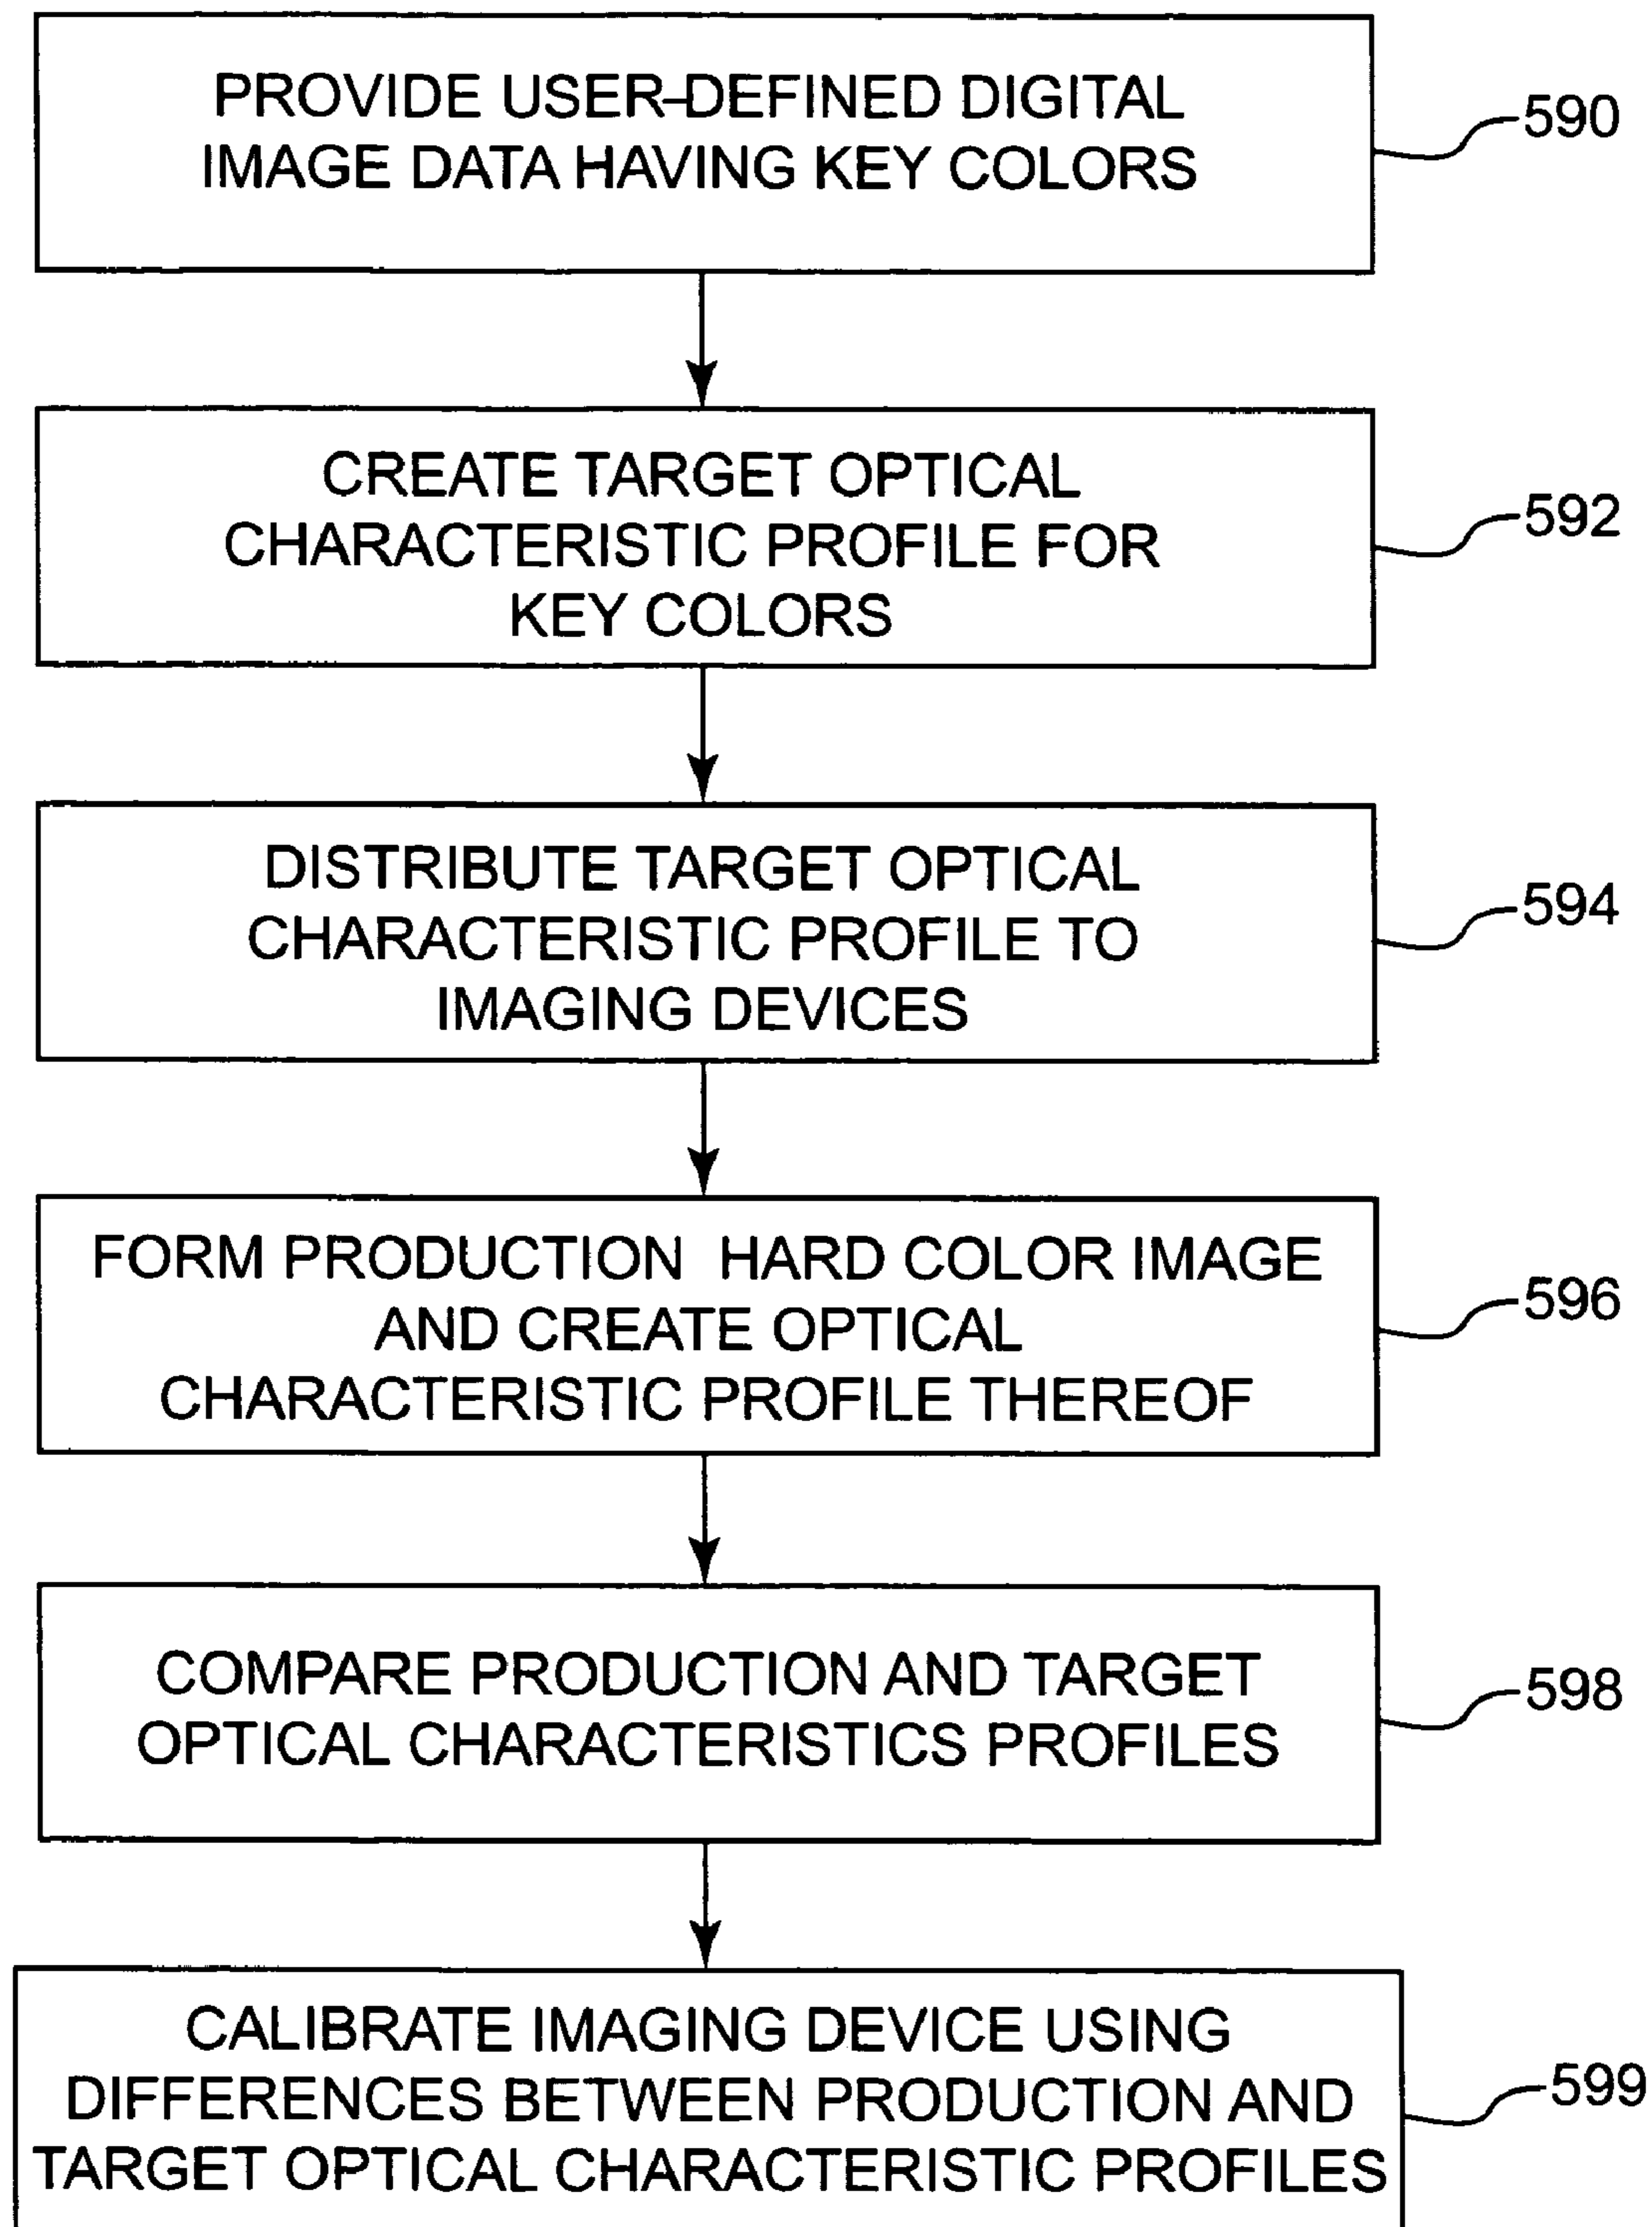 PROVIDE USER-DEFINED DIGITAL
IMAGE DATA HAVING KEY COLORS
590
CREATE TARGET OPTICAL
CHARACTERISTIC PROFILE FOR
KEY COLORS
592
DISTRIBUTE TARGET OPTICAL
CHARACTERISTIC PROFILE TO
IMAGING DEVICES
594
FORM PRODUCTION HARD COLOR IMAGE
AND CREATE OPTICAL
CHARACTERISTIC PROFILE THEREOF
596
COMPARE PRODUCTION AND TARGET
OPTICAL CHARACTERISTICS PROFILES
598
CALIBRATE IMAGING DEVICE USING
DIFFERENCES BETWEEN PRODUCTION AND
TARGET OPTICAL CHARACTERISTIC PROFILES
599